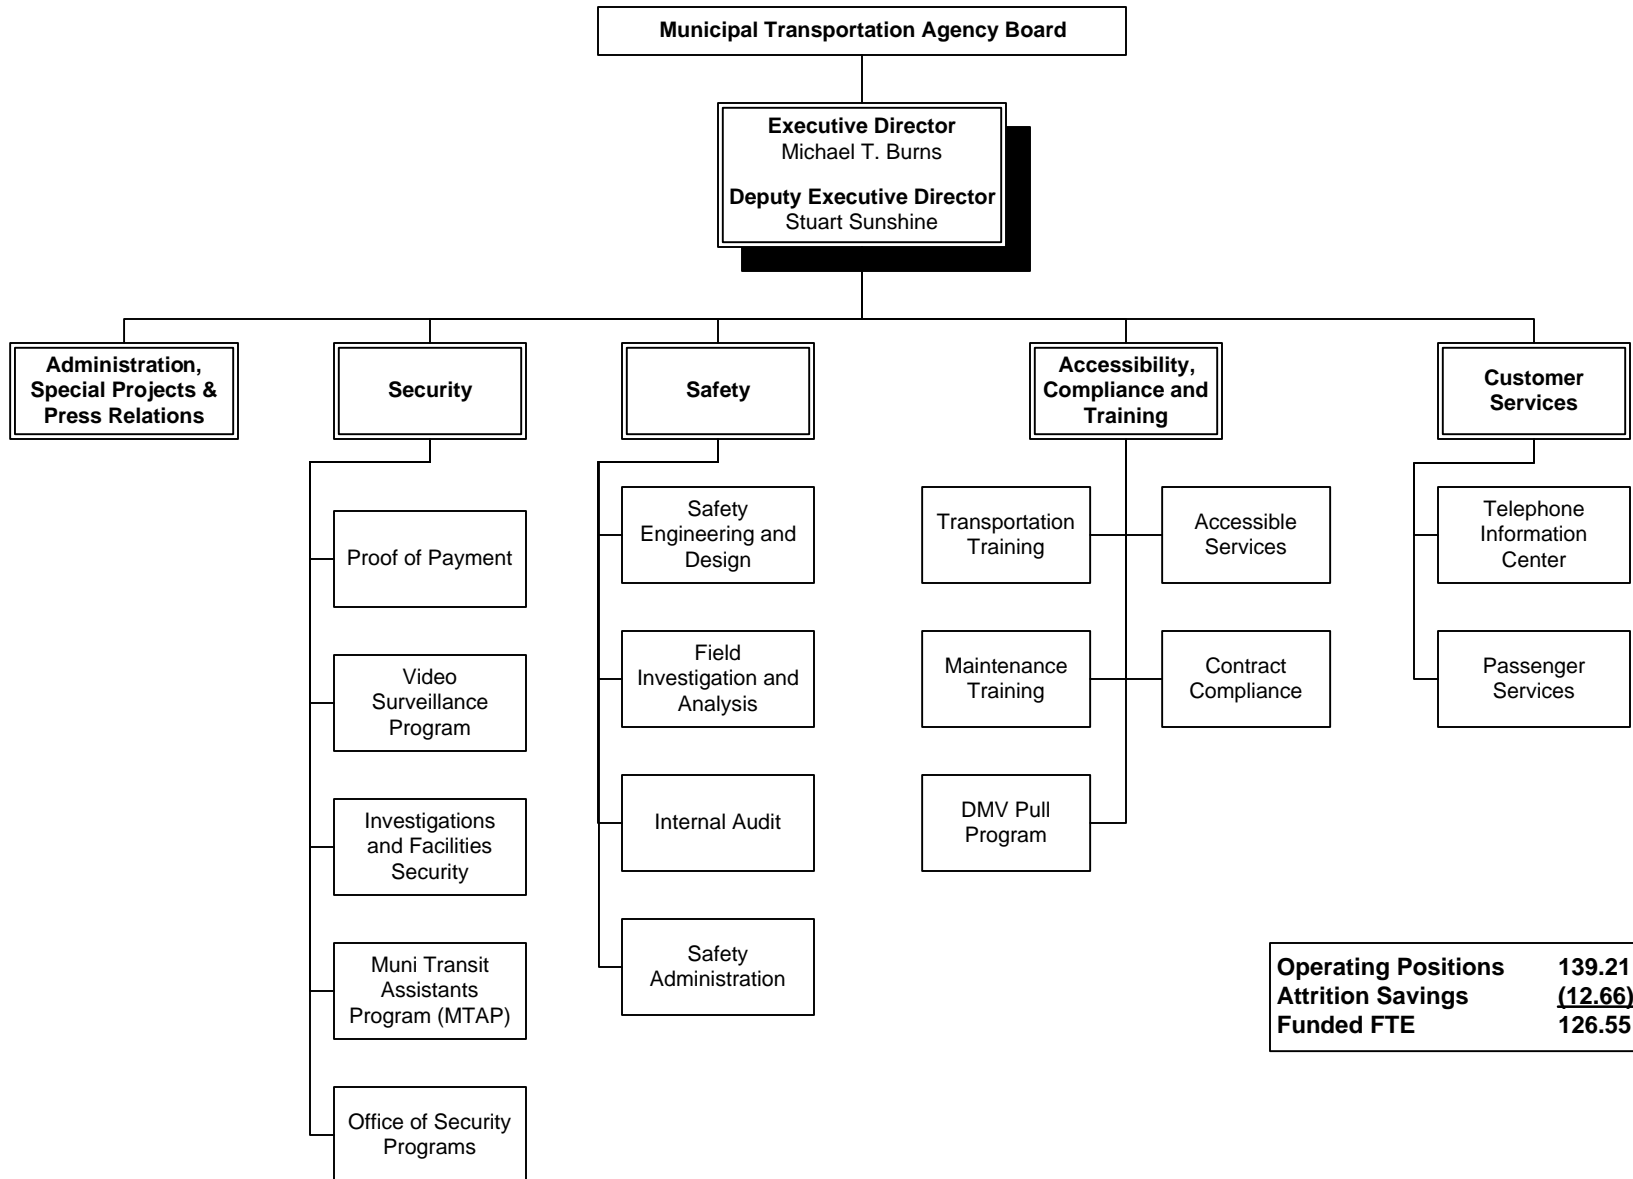 Municipal Transportation Agency Board
Executive Director
Michael T. Burns
Deputy Executive Director
Stuart Sunshine
Administration,
Special Projects &
Press Relations
Security
Safety
Accessibility,
Compliance and
Training
Customer
Services
Proof of Payment
Video
Surveillance
Program
Investigations
and Facilities
Security
Muni Transit
Assistants
Program (MTAP)
Office of Security
Programs
Safety
Engineering and
Design
Field
Investigation and
Analysis
Internal Audit
Safety
Administration
Transportation
Training
Maintenance
Training
DMV Pull
Program
Accessible
Services
Contract
Compliance
Telephone
Information
Center
Passenger
Services
Operating Positions 139.21
Attrition Savings (12.66)
Funded FTE 126.55